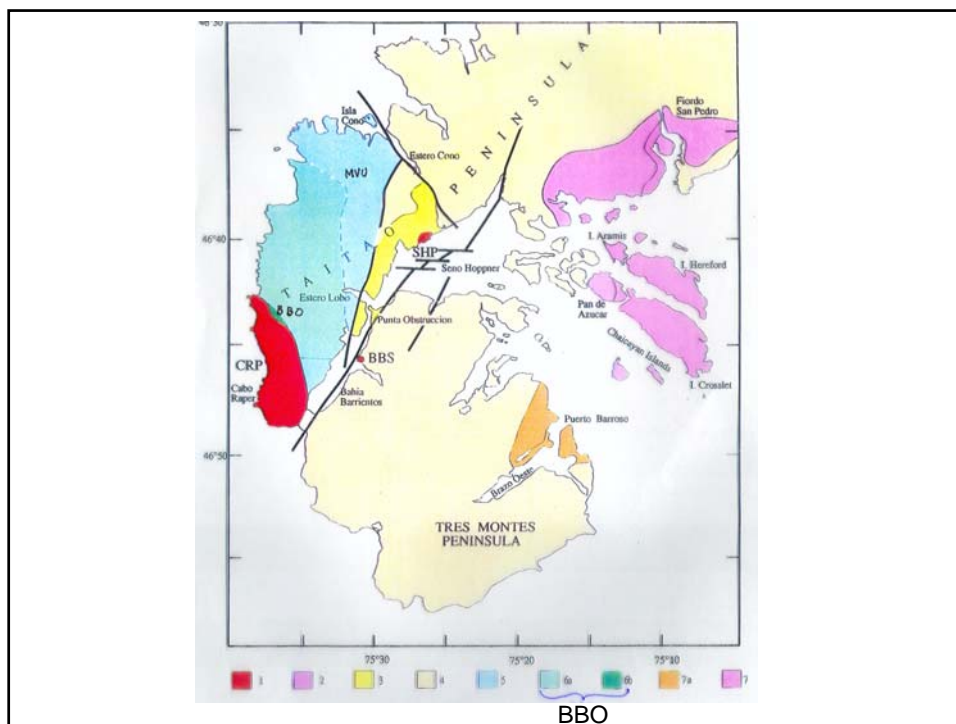 46°30
Fiordo
San Pedro
Isla
Cono
PENINSULA
Estero Cono
MVU
TAITAO
46°40
I. Aramis
SHP
I. Hereford
Seno Hoppner
Estero Lobo
Pan de
Azucar
BBO
Punta Obstruccion
Chaicayan Islands
BBS
CRP
I. Crosslet
Cabo
Raper
Bahia
Barrientos
Puerto Barroso
46°50
Brazo Oeste
TRES MONTES
PENINSULA
75°30 75°20 75°10
1 2 3 4 5 6a 6b 7a 7
BBO